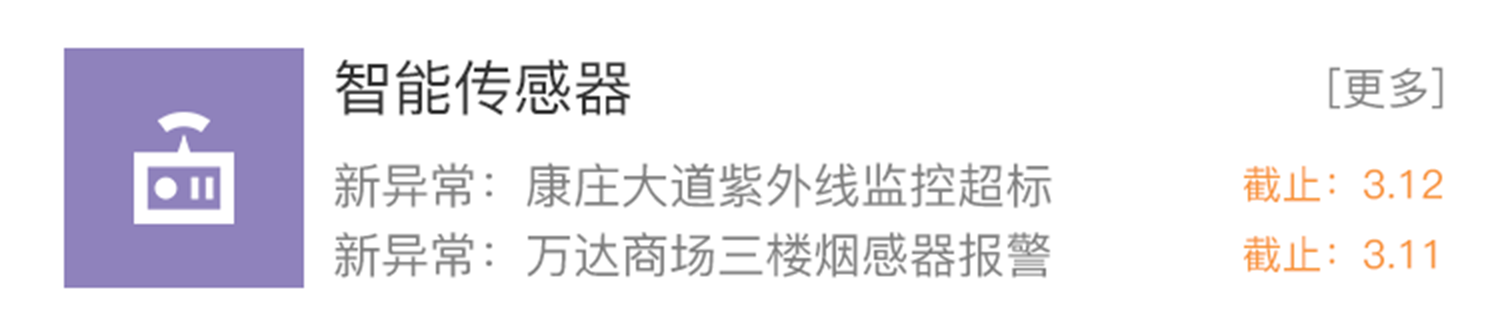 智能传感器 [更多]
新异常：康庄大道紫外线监控超标 截止：3.12
新异常：万达商场三楼烟感器报警 截止：3.11